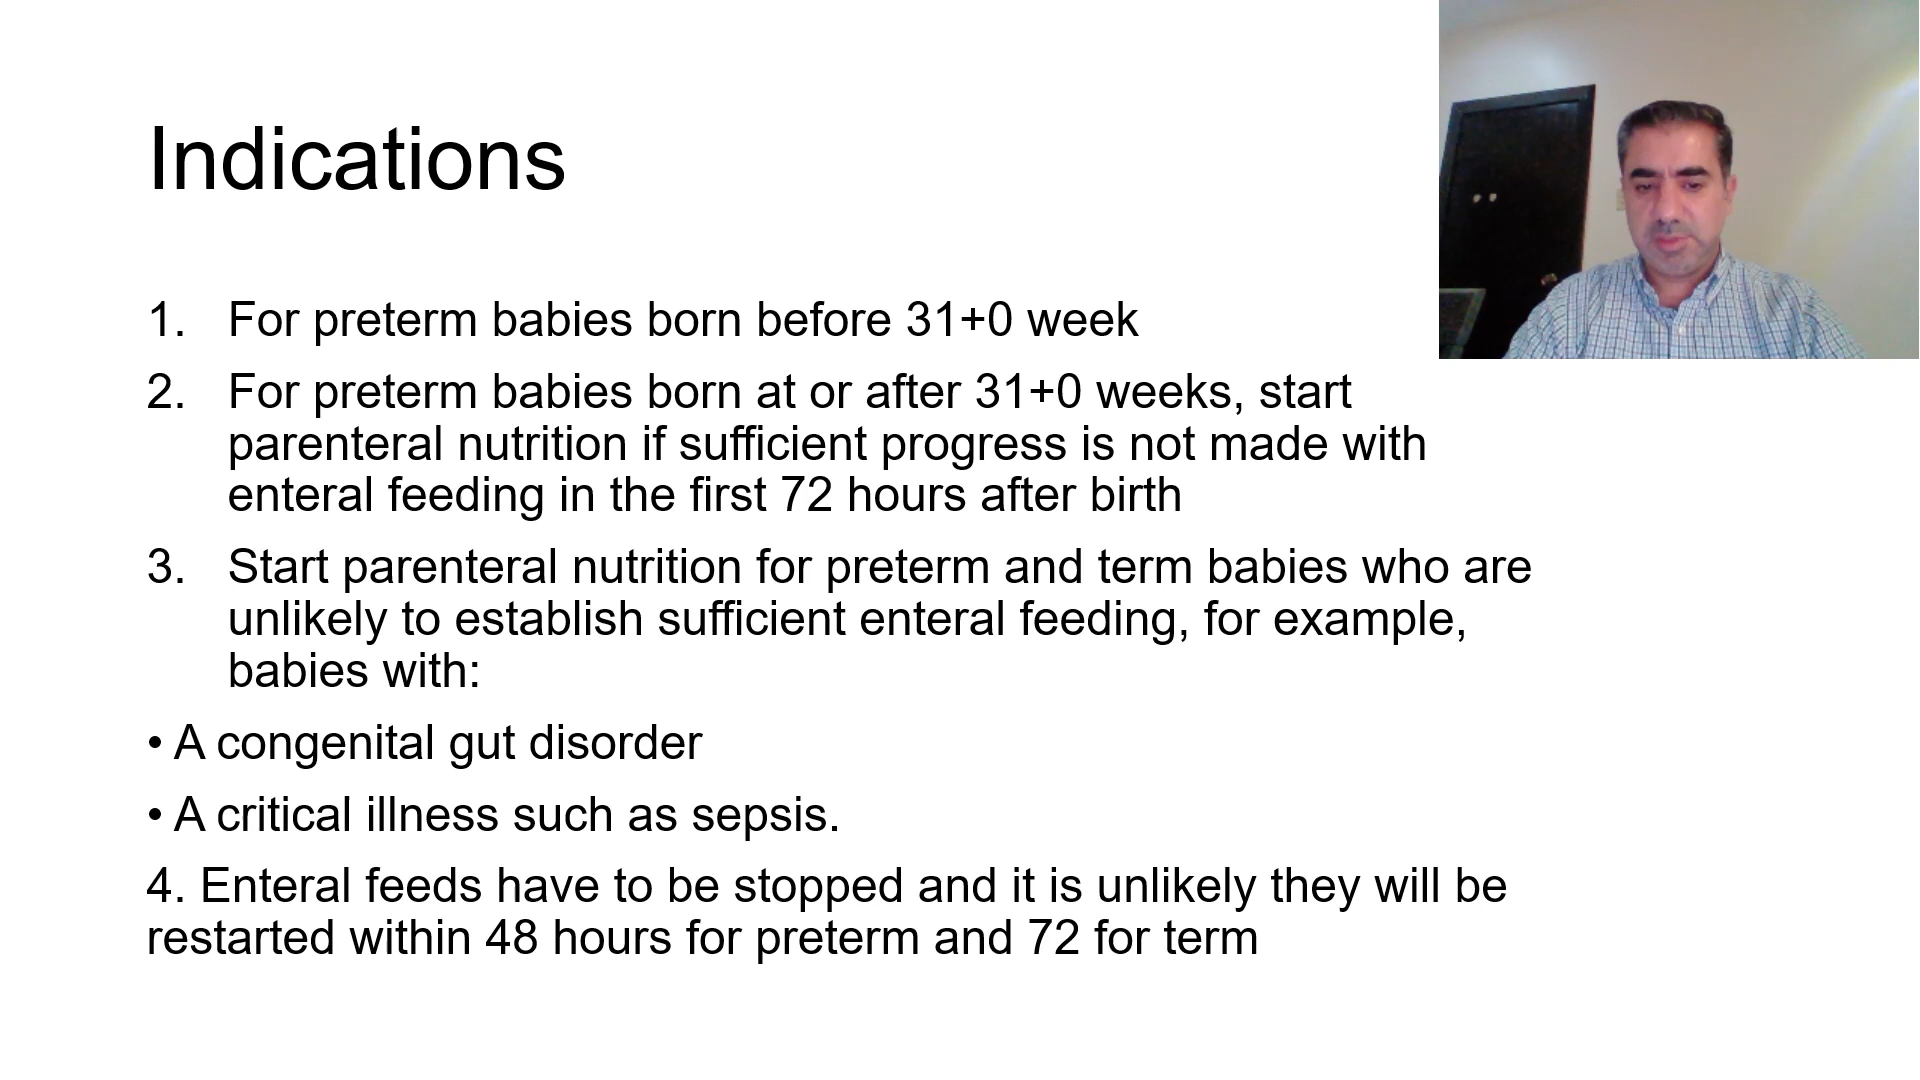 Indications
1. For preterm babies born before 31+0 week
2. For preterm babies born at or after 31+0 weeks, start
parenteral nutrition if sufficient progress is not made with
enteral feeding in the first 72 hours after birth
3. Start parenteral nutrition for preterm and term babies who are
unlikely to establish sufficient enteral feeding, for example,
babies with:
• A congenital gut disorder
• A critical illness such as sepsis.
4. Enteral feeds have to be stopped and it is unlikely they will be
restarted within 48 hours for preterm and 72 for term